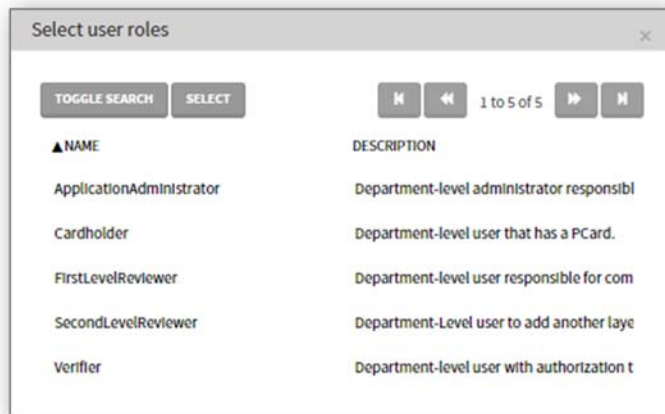 Select user roles ×
TOGGLE SEARCH SELECT 1 to 5 of 5
▲NAME DESCRIPTION
ApplicationAdministrator Department-level administrator responsibl
Cardholder Department-level user that has a PCard.
FirstLevelReviewer Department-level user responsible for com
SecondLevelReviewer Department-Level user to add another laye
Verifier Department-level user with authorization t